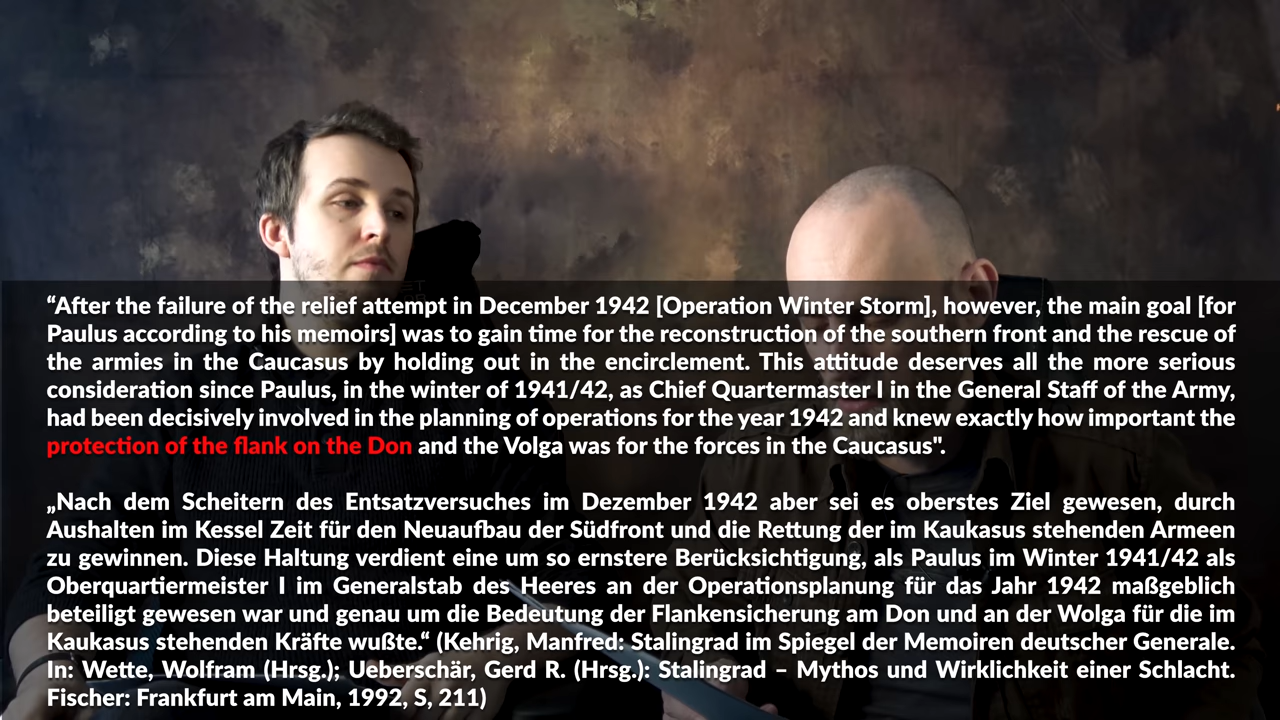 “After the failure of the relief attempt in December 1942 [Operation Winter Storm], however, the main goal [for
Paulus according to his memoirs] was to gain time for the reconstruction of the southern front and the rescue of
the armies in the Caucasus by holding out in the encirclement. This attitude deserves all the more serious
consideration since Paulus, in the winter of 1941/42, as Chief Quartermaster I in the General Staff of the Army,
had been decisively involved in the planning of operations for the year 1942 and knew exactly how important the
protection of the flank on the Don and the Volga was for the forces in the Caucasus".
„Nach dem Scheitern des Entsatzversuches im Dezember 1942 aber sei es oberstes Ziel gewesen, durch
Aushalten im Kessel Zeit für den Neuaufbau der Südfront und die Rettung der im Kaukasus stehenden Armeen
zu gewinnen. Diese Haltung verdient eine um so ernstere Berücksichtigung, als Paulus im Winter 1941/42 als
Oberquartiermeister I im Generalstab des Heeres an der Operationsplanung für das Jahr 1942 maßgeblich
beteiligt gewesen war und genau um die Bedeutung der Flankensicherung am Don und an der Wolga für die im
Kaukasus stehenden Kräfte wußte.“ (Kehrig, Manfred: Stalingrad im Spiegel der Memoiren deutscher Generale.
In: Wette, Wolfram (Hrsg.); Ueberschär, Gerd R. (Hrsg.): Stalingrad – Mythos und Wirklichkeit einer Schlacht.
Fischer: Frankfurt am Main, 1992, S, 211)